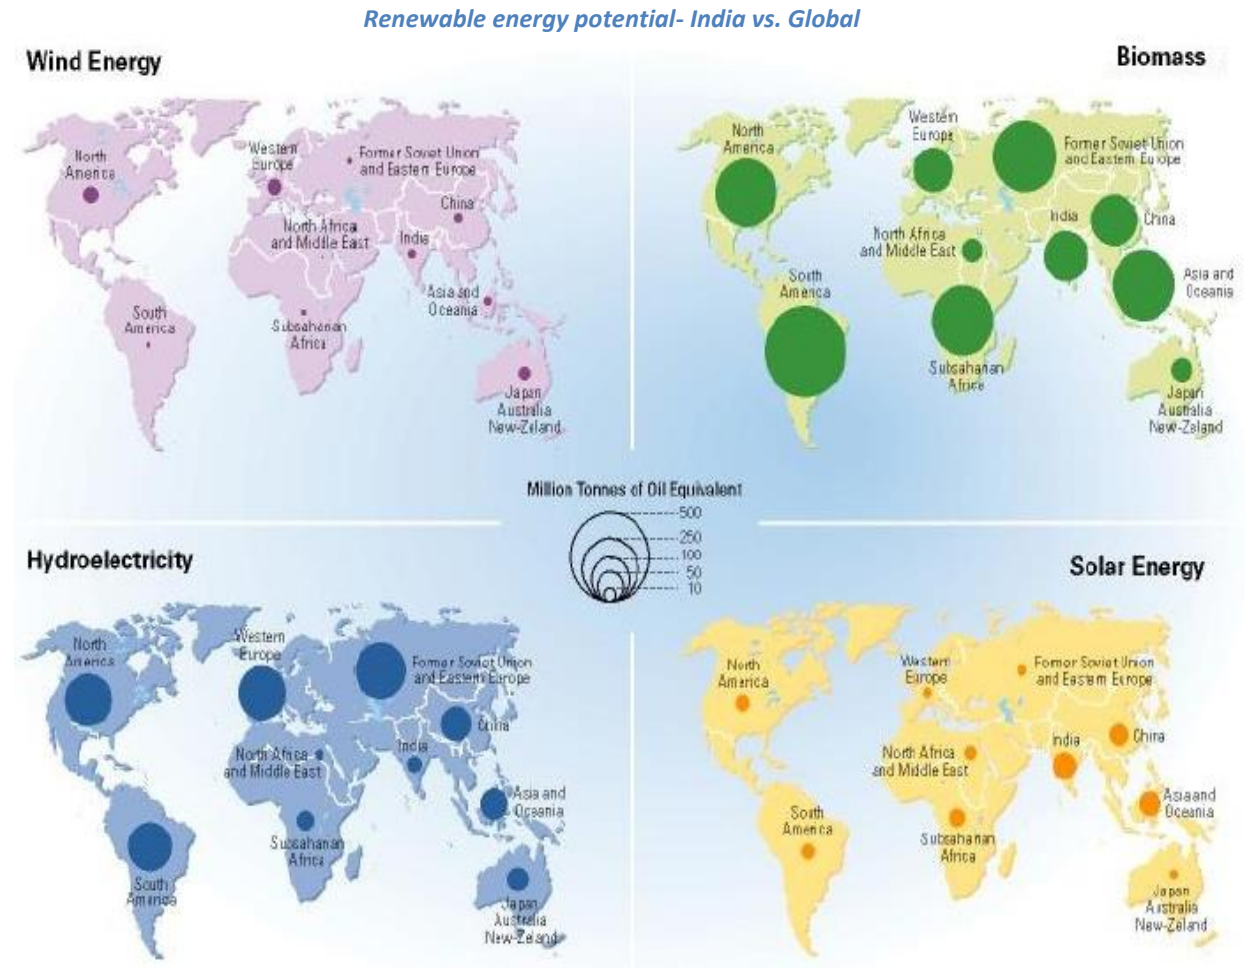 Renewable energy potential- India vs. Global
Wind Energy
North
America
Western
Europe
Former Soviet Union
and Eastern Europe
China
North Africa
and Middle East
India
Asia and
Oceania
South
America
Subsaharian
Africa
Japan
Australia
New-Zeland
Biomass
North
America
Western
Europe
Former Soviet Union
and Eastern Europe
India
China
North Africa
and Middle East
South
America
Asia and
Oceania
Subsaharian
Africa
Japan
Australia
New-Zeland
Million Tonnes of Oil Equivalent
500
250
100
50
10
Hydroelectricity
North
America
Western
Europe
Former Soviet Union
and Eastern Europe
China
India
North Africa
and Middle East
Asia and
Oceania
Subsaharian
Africa
South
America
Japan
Australia
New-Zeland
Solar Energy
North
America
Western
Europe
Former Soviet Union
and Eastern Europe
India
China
North Africa
and Middle East
Asia and
Oceania
South
America
Subsaharian
Africa
Japan
Australia
New-Zeland